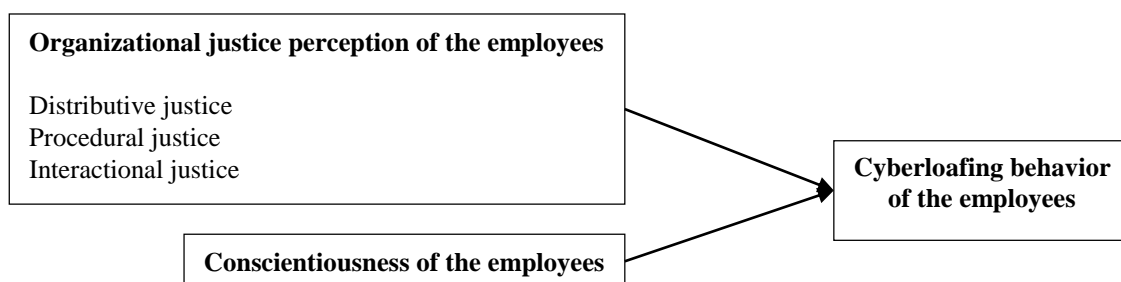 Organizational justice perception of the employees
Distributive justice
Procedural justice
Interactional justice
Cyberloafing behavior
of the employees
Conscientiousness of the employees